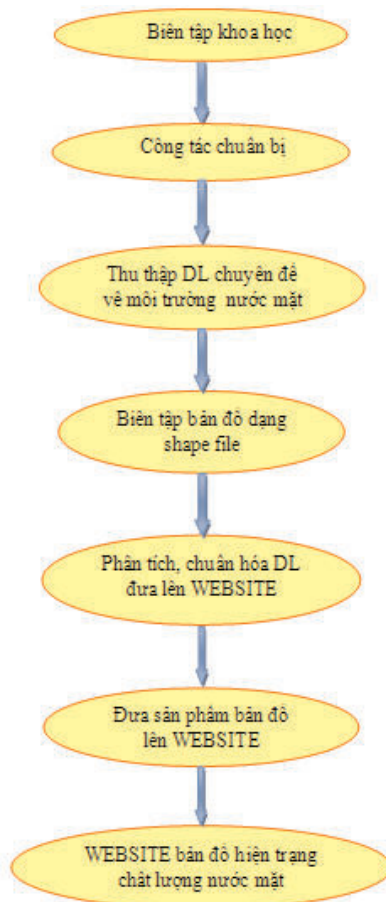 Biên tập khoa học
Công tác chuẩn bị
Thu thập DL chuyên đề
về môi trường nước mặt
Biên tập bản đồ dạng
shape file
Phân tích, chuẩn hóa DL
đưa lên WEBSITE
Đưa sản phẩm bản đồ
lên WEBSITE
WEBSITE bản đồ hiện trạng
chất lượng nước mặt